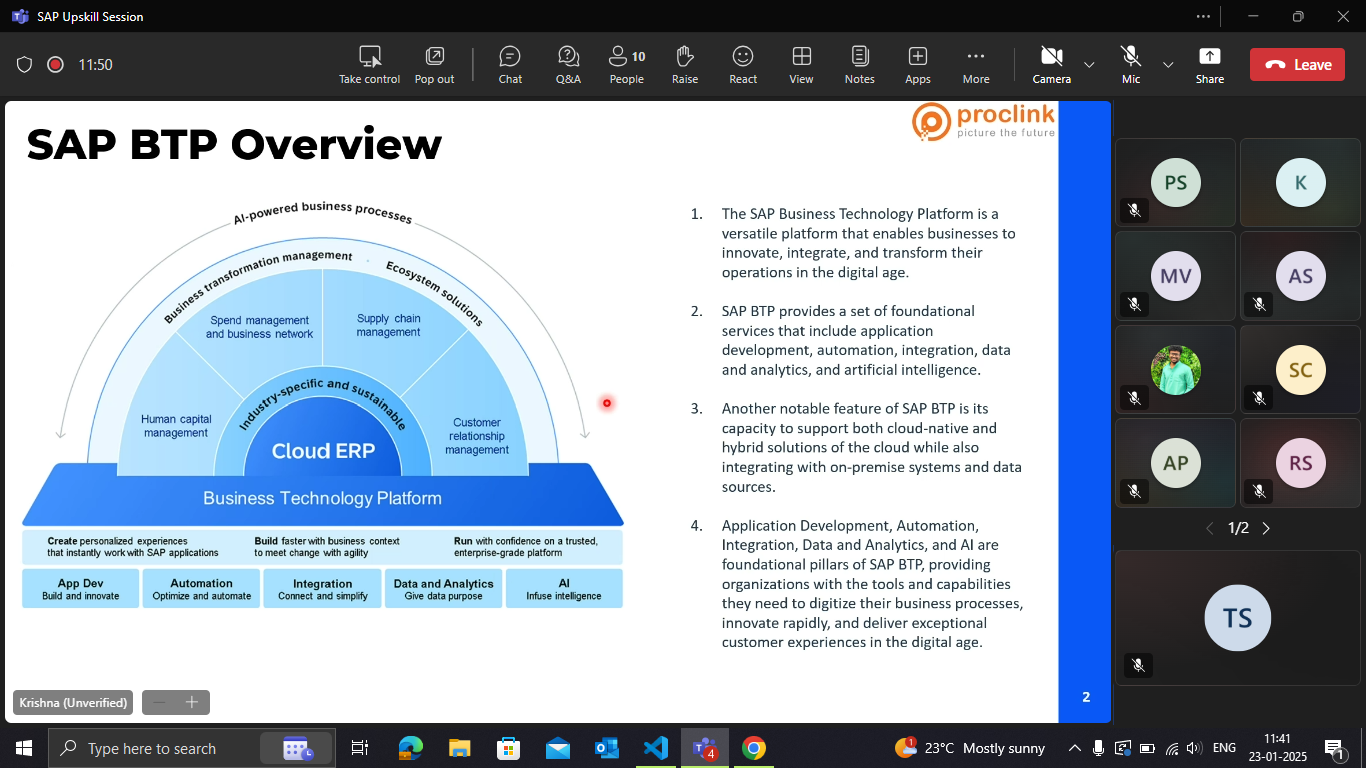 SAP Upskill Session
11:50
Take control
Pop out
Chat
Q&A
10
People
Raise
React
View
Notes
Apps
More
Camera
Mic
Share
Leave
SAP BTP Overview
proclink
picture the future
AI-powered business processes
Business transformation management
Ecosystem solutions
Spend management
and business network
Supply chain
management
Human capital
management
Industry-specific and sustainable
Customer
relationship
management
Cloud ERP
Business Technology Platform
Create personalized experiences
that instantly work with SAP applications
Build faster with business context
to meet change with agility
Run with confidence on a trusted,
enterprise-grade platform
App Dev
Build and innovate
Automation
Optimize and automate
Integration
Connect and simplify
Data and Analytics
Give data purpose
AI
Infuse intelligence
1. The SAP Business Technology Platform is a
versatile platform that enables businesses to
innovate, integrate, and transform their
operations in the digital age.
2. SAP BTP provides a set of foundational
services that include application
development, automation, integration, data
and analytics, and artificial intelligence.
3. Another notable feature of SAP BTP is its
capacity to support both cloud-native and
hybrid solutions of the cloud while also
integrating with on-premise systems and data
sources.
4. Application Development, Automation,
Integration, Data and Analytics, and AI are
foundational pillars of SAP BTP, providing
organizations with the tools and capabilities
they need to digitize their business processes,
innovate rapidly, and deliver exceptional
customer experiences in the digital age.
2
Krishna (Unverified)
PS
K
MV
AS
SC
AP
RS
1/2
TS
Type here to search
4
23°C Mostly sunny
ENG
11:41
23-01-2025
1